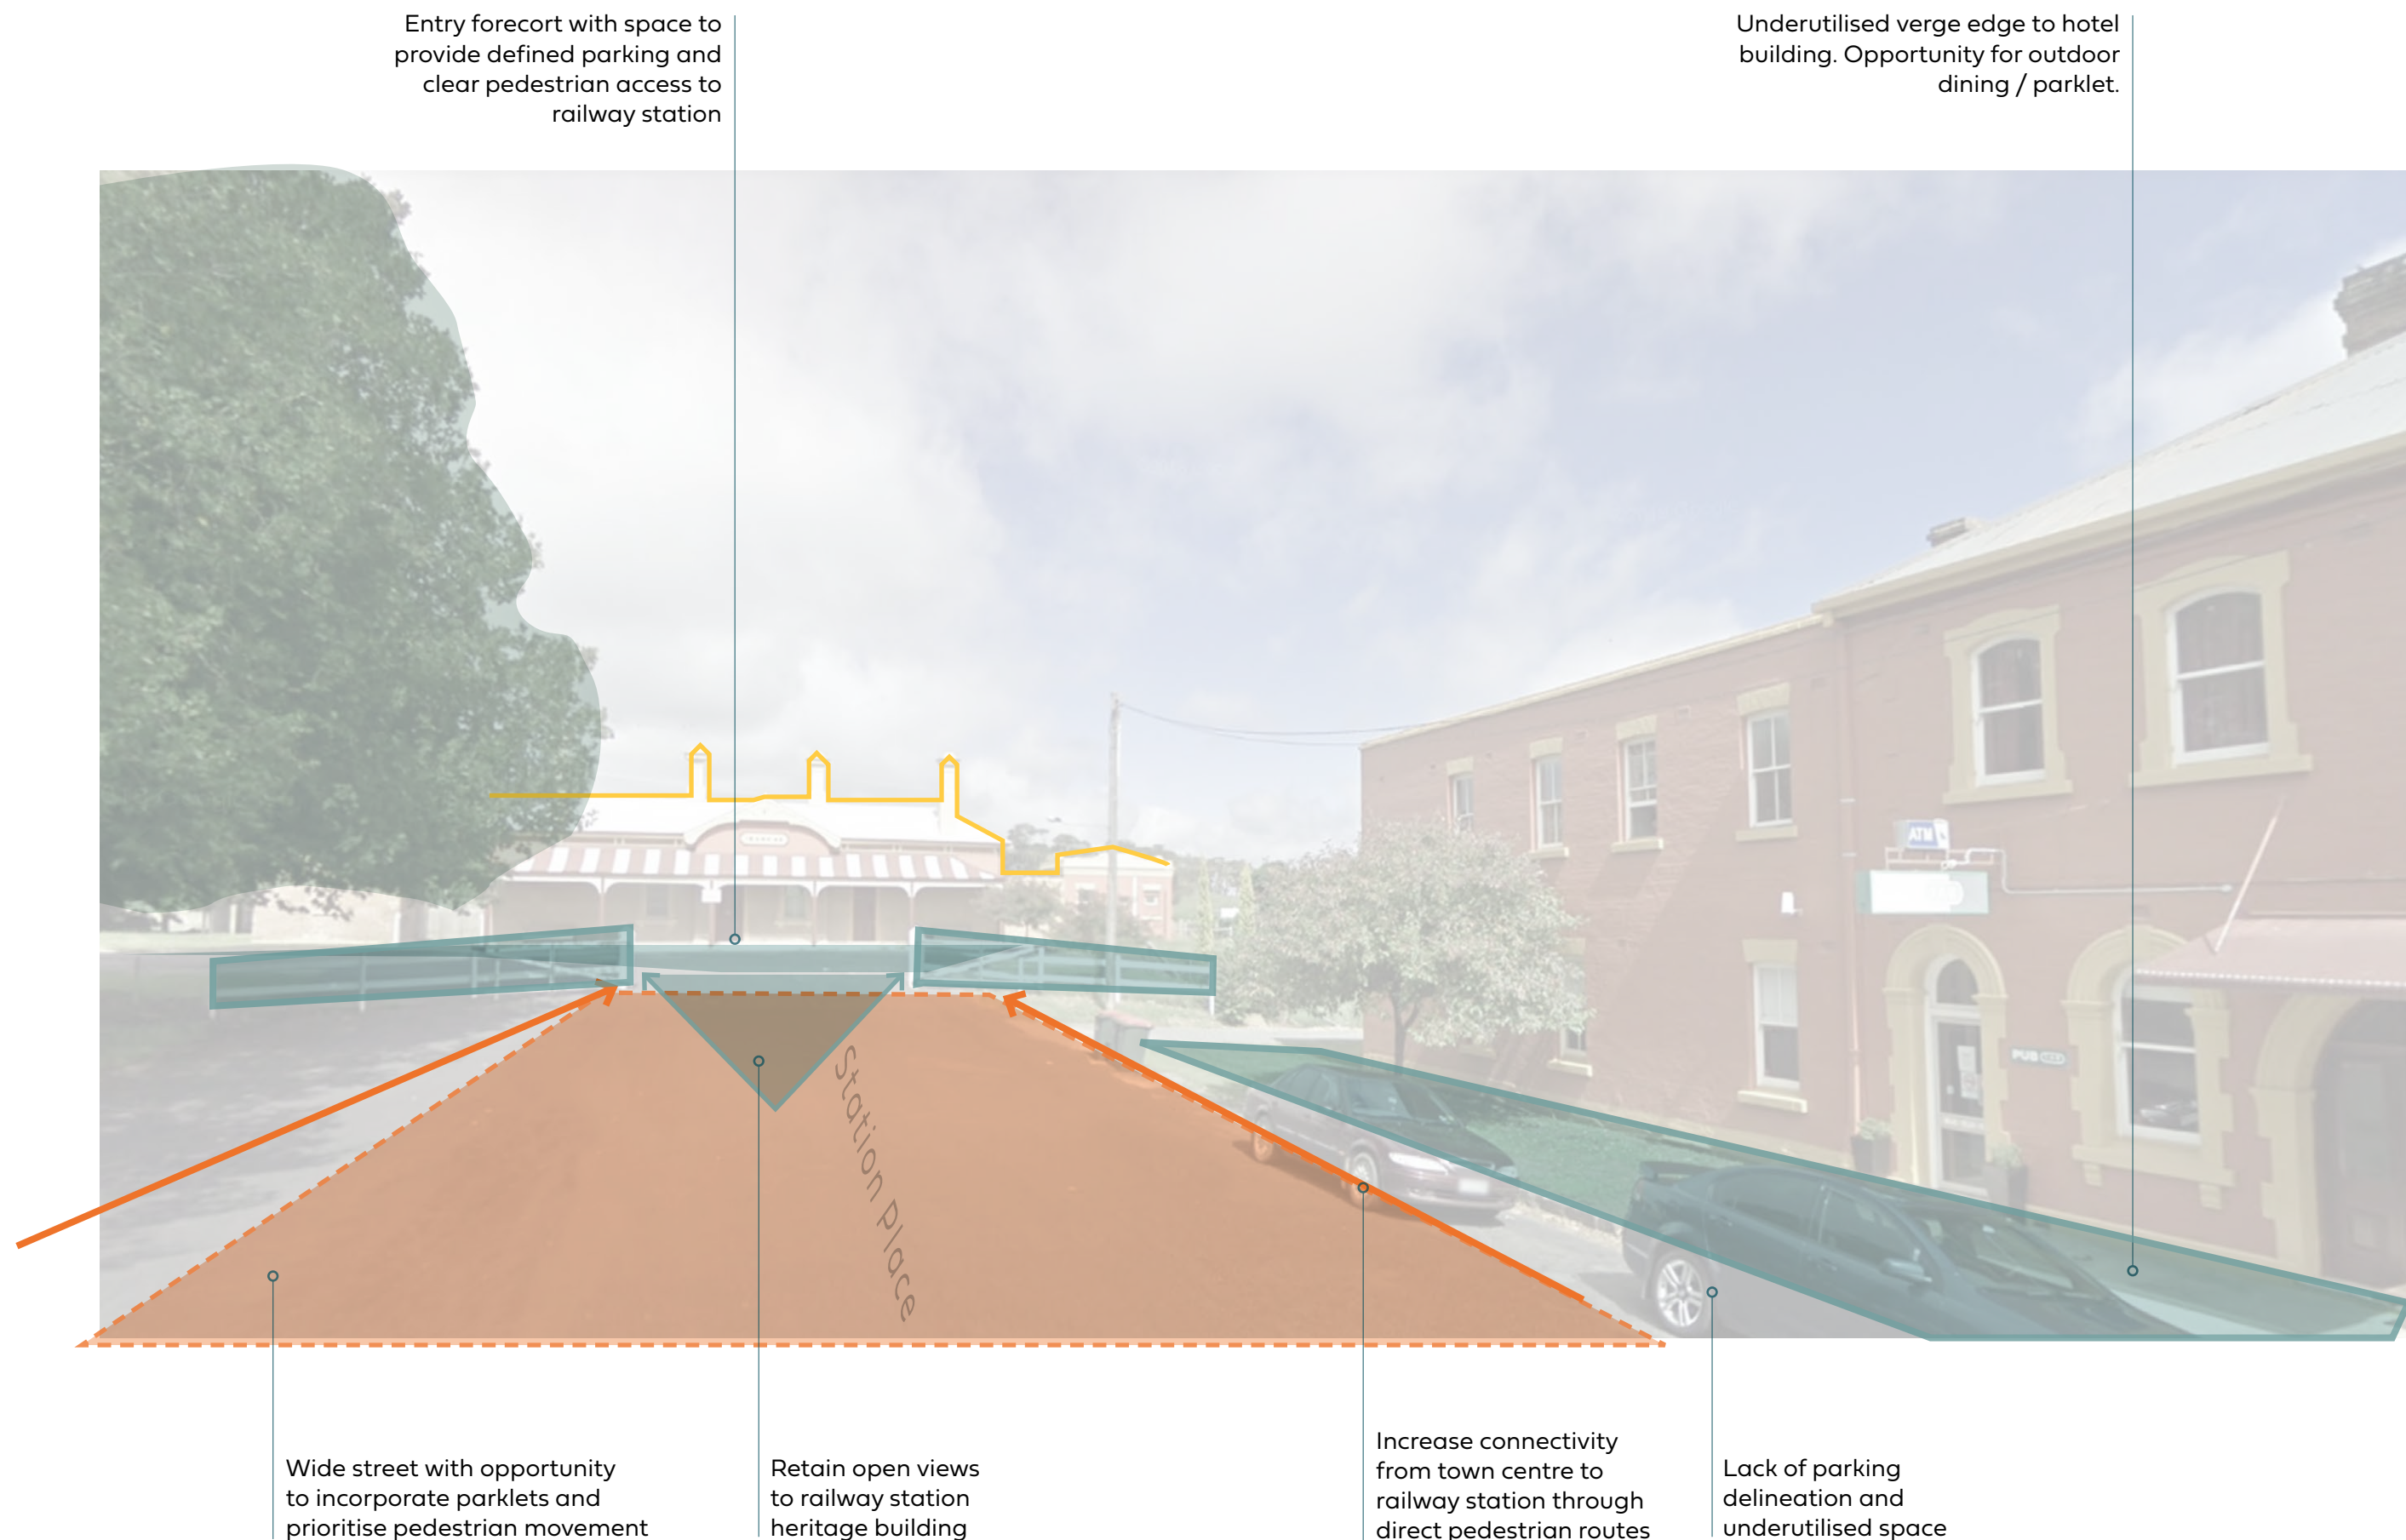 Entry forecort with space to
provide defined parking and
clear pedestrian access to
railway station
Underutilised verge edge to hotel
building. Opportunity for outdoor
dining / parklet.
ATM
PUB
Station Place
Wide street with opportunity
to incorporate parklets and
prioritise pedestrian movement
Retain open views
to railway station
heritage building
Increase connectivity
from town centre to
railway station through
direct pedestrian routes
Lack of parking
delineation and
underutilised space